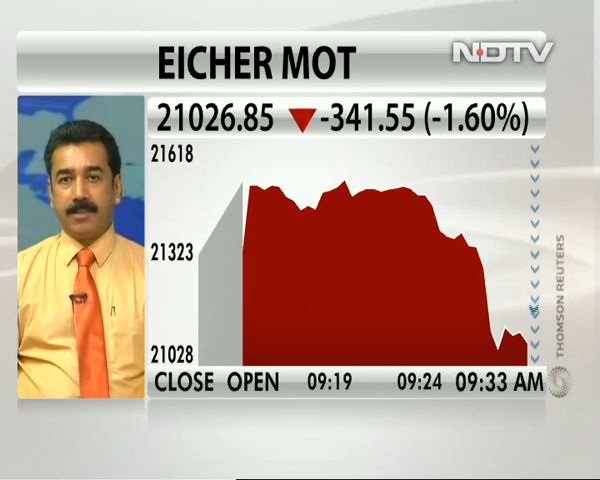 EICHER MOT
NDTV
21026.85 ▼-341.55 (-1.60%)
21618
21323
21028
CLOSE OPEN 09:19 09:24 09:33 AM
THOMSON REUTERS